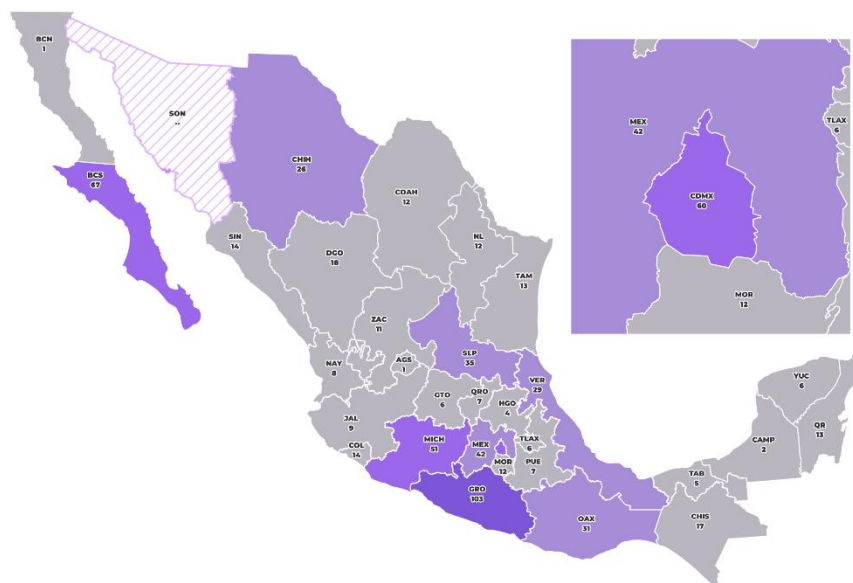 BCN
1
SON
..
CHIH
26
BCS
67
COAH
12
SIN
14
DGO
18
NL
12
TAM
13
ZAC
11
SLP
35
NAY
8
AGS
1
VER
29
GTO
6
QRO
7
HGO
4
JAL
9
COL
14
MICH
51
MEX
42
TLAX
6
MOR
12
PUE
7
GRO
103
OAX
31
YUC
6
CAMP
2
QR
13
TAB
5
CHIS
17
MEX
42
TLAX
6
CDMX
60
MOR
12